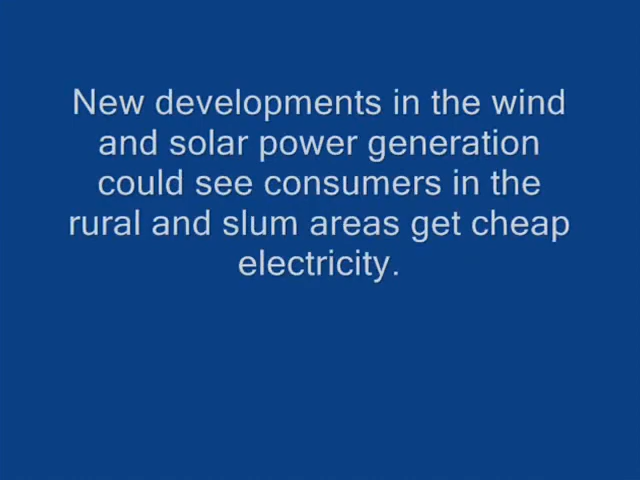 New developments in the wind
and solar power generation
could see consumers in the
rural and slum areas get cheap
electricity.